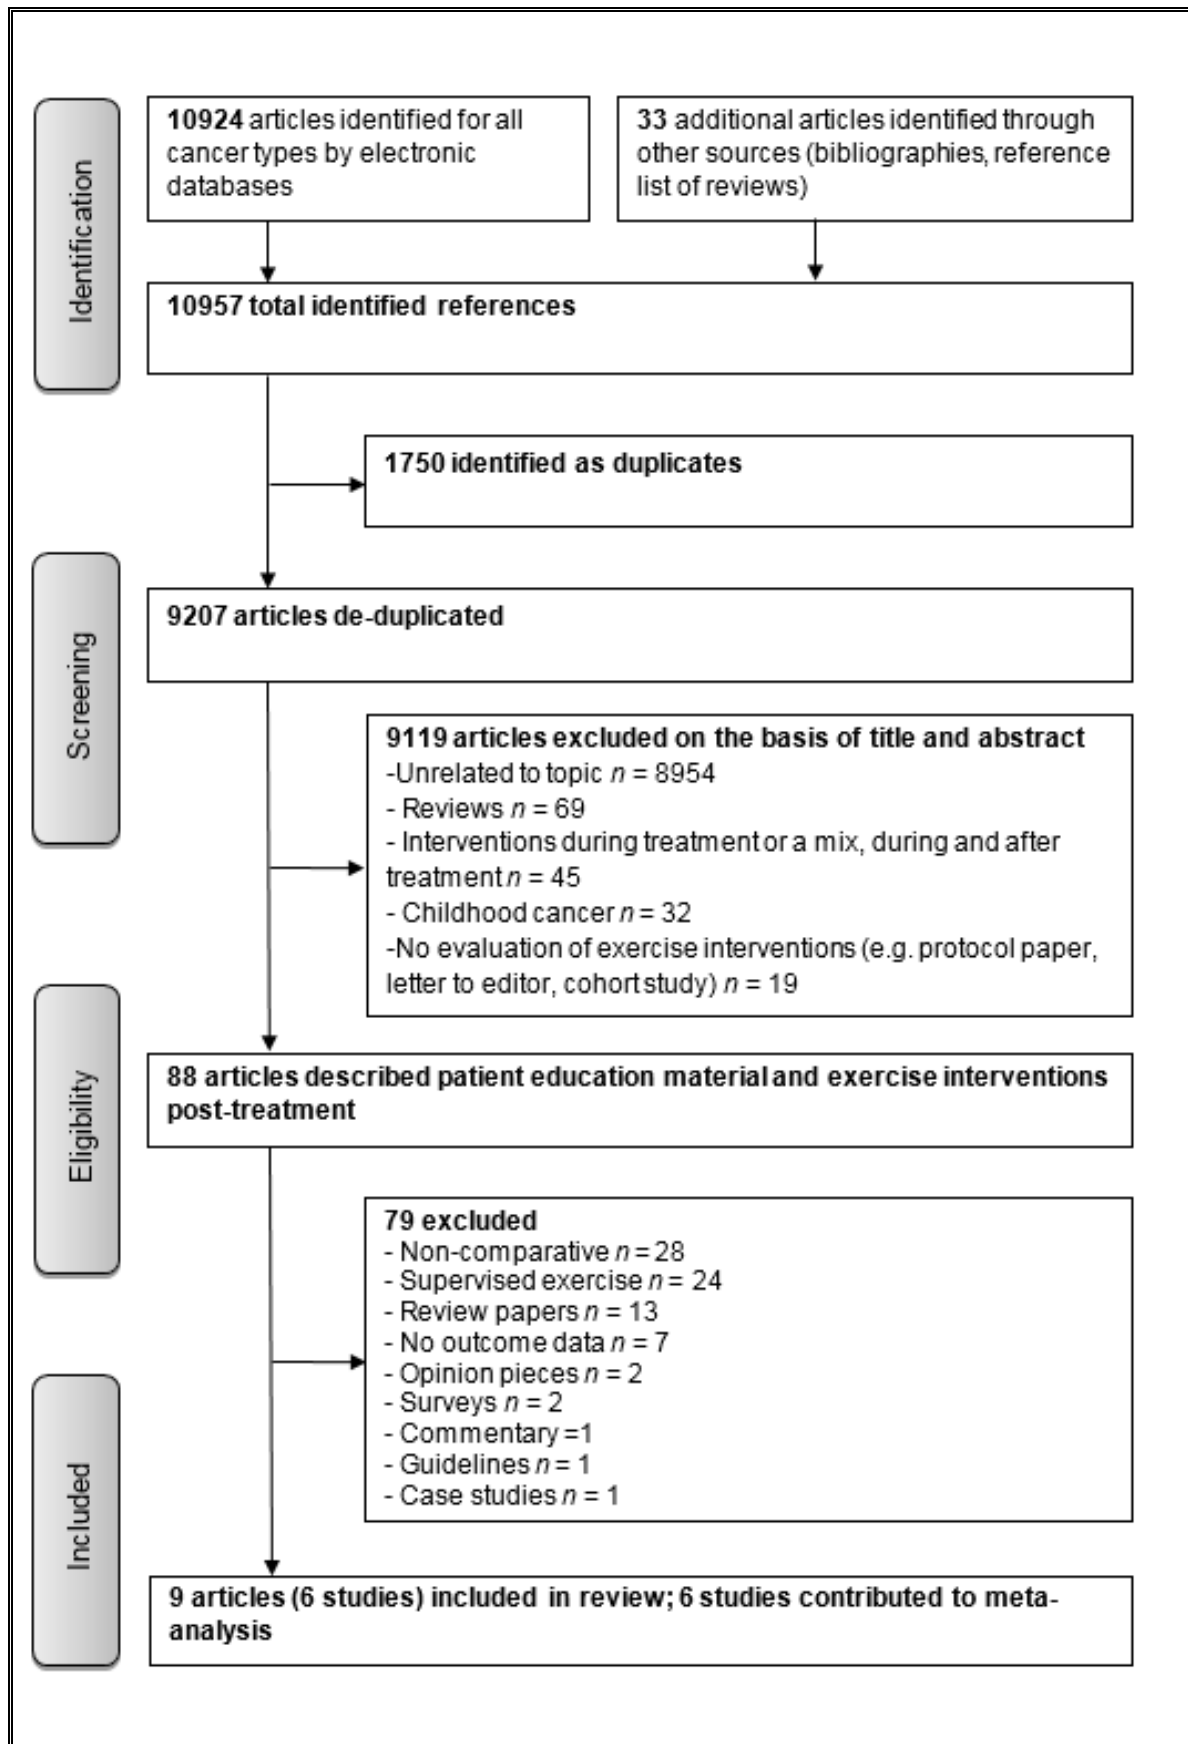 Identification
10924 articles identified for all
cancer types by electronic
databases
33 additional articles identified through
other sources (bibliographies, reference
list of reviews)
10957 total identified references
1750 identified as duplicates
Screening
9207 articles de-duplicated
9119 articles excluded on the basis of title and abstract
-Unrelated to topic n = 8954
- Reviews n = 69
- Interventions during treatment or a mix, during and after
treatment n = 45
- Childhood cancer n = 32
-No evaluation of exercise interventions (e.g. protocol paper,
letter to editor, cohort study) n = 19
Eligibility
88 articles described patient education material and exercise interventions
post-treatment
79 excluded
- Non-comparative n = 28
- Supervised exercise n = 24
- Review papers n = 13
- No outcome data n = 7
- Opinion pieces n = 2
- Surveys n = 2
- Commentary =1
- Guidelines n = 1
- Case studies n = 1
Included
9 articles (6 studies) included in review; 6 studies contributed to meta-
analysis